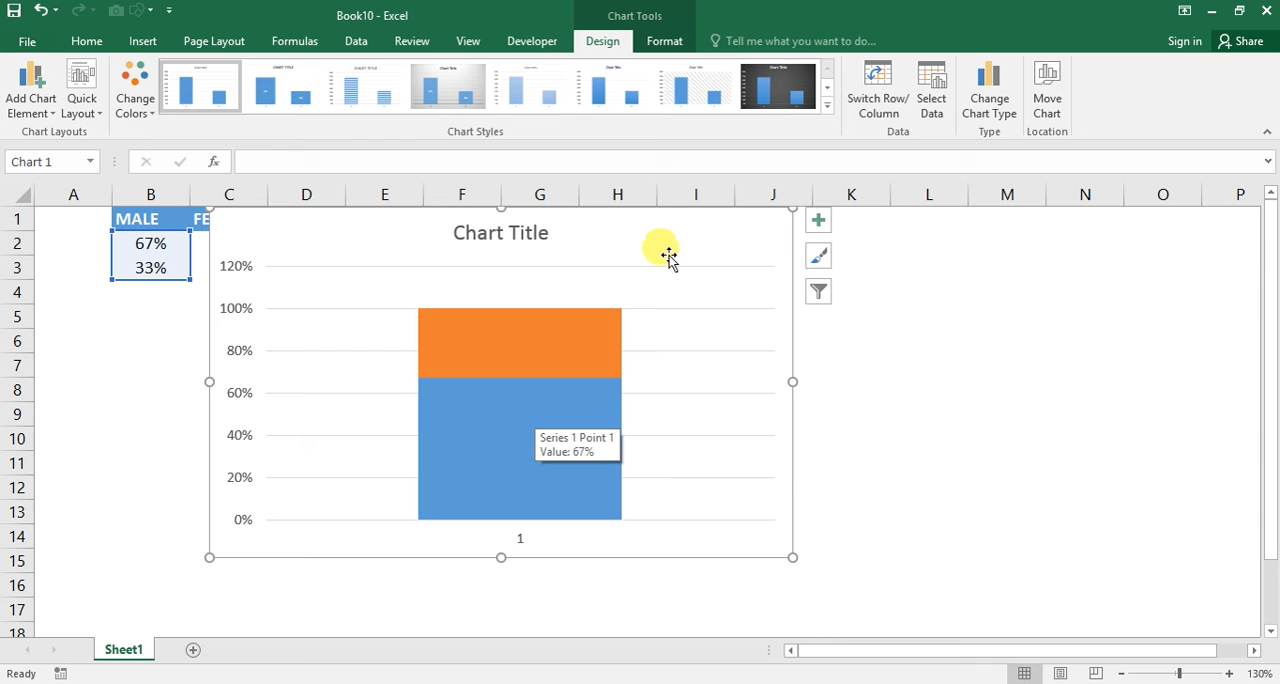 Book10 - Excel
Chart Tools
File Home Insert Page Layout Formulas Data Review View Developer Design Format Tell me what you want to do... Sign in Share
Add Chart Element
Quick Layout
Change Colors
Switch Row/ Column
Select Data
Change Chart Type
Move Chart
Chart Layouts Chart Styles Data Type Location
Chart 1 fx
A B C D E F G H I J K L M N O P
1 MALE FE
2 67%
3 33%
4
5
6
7
8
9
10
11
12
13
14
15
16
17
18
Chart Title
120%
100%
80%
60%
40%
20%
0%
1
Series 1 Point 1
Value: 67%
Sheet1
Ready 130%